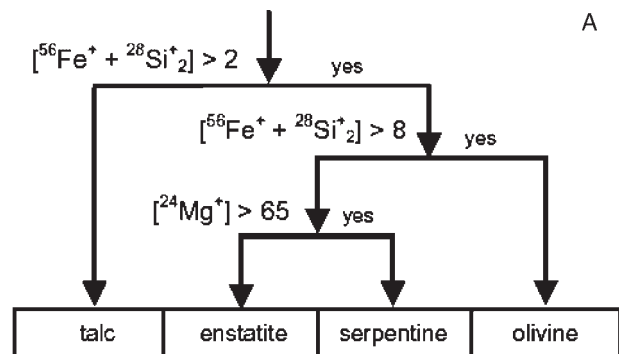 A
[⁵⁶Fe⁺ + ²⁸Si⁺₂] > 2
yes
[⁵⁶Fe⁺ + ²⁸Si⁺₂] > 8
yes
[²⁴Mg⁺] > 65
yes
talc enstatite serpentine olivine